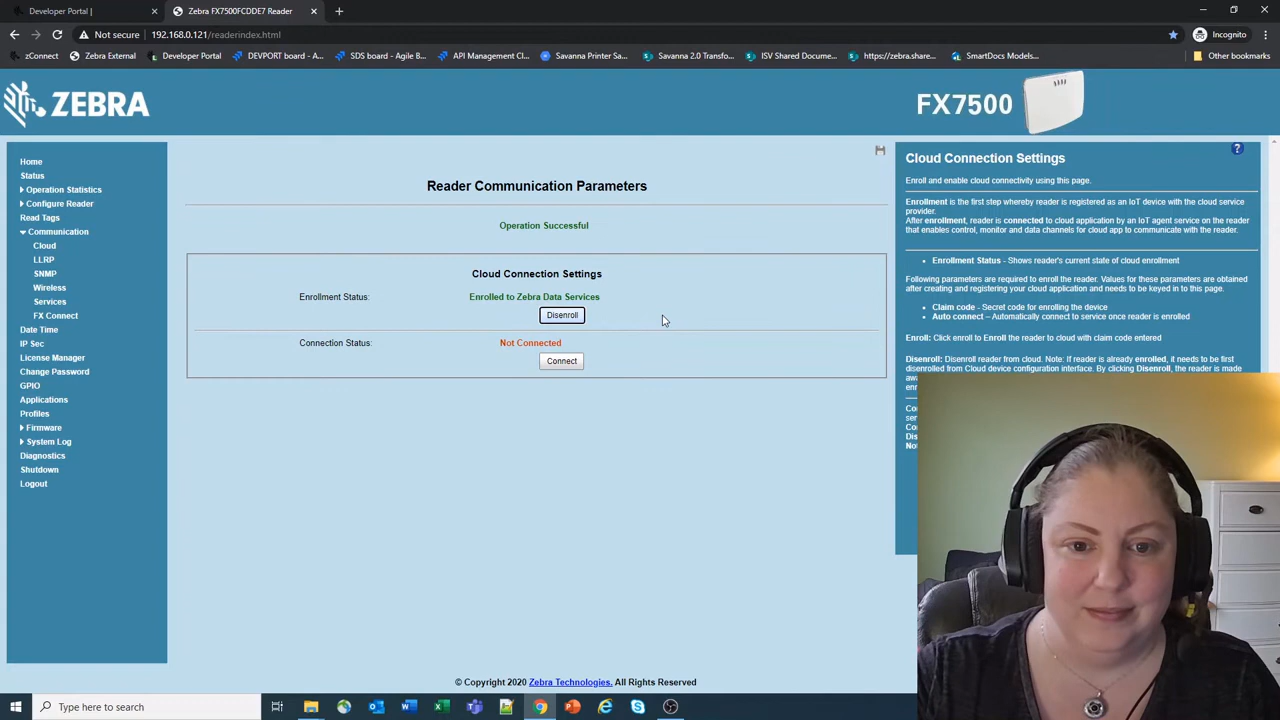 Developer Portal |
Zebra FX7500FCDDE7 Reader
Not secure
192.168.0.121/readerindex.html
Incognito
zConnect
Zebra External
Developer Portal
DEVPORT board - A...
SDS board - Agile B...
API Management Cl...
Savanna Printer Sa...
Savanna 2.0 Transfo...
ISV Shared Docume...
https://zebra.share...
SmartDocs Models...
Other bookmarks
ZEBRA
FX7500
Home
Status
Operation Statistics
Configure Reader
Read Tags
Communication
Cloud
LLRP
SNMP
Wireless
Services
FX Connect
Date Time
IP Sec
License Manager
Change Password
GPIO
Applications
Profiles
Firmware
System Log
Diagnostics
Shutdown
Logout
Reader Communication Parameters
Operation Successful
Cloud Connection Settings
Enrollment Status:
Enrolled to Zebra Data Services
Disenroll
Connection Status:
Not Connected
Connect
Cloud Connection Settings
Enroll and enable cloud connectivity using this page.
Enrollment is the first step whereby reader is registered as an IoT device with the cloud service
provider.
After enrollment, reader is connected to cloud application by an IoT agent service on the reader
that enables control, monitor and data channels for cloud app to communicate with the reader.
• Enrollment Status - Shows reader's current state of cloud enrollment
Following parameters are required to enroll the reader. Values for these parameters are obtained
after creating and registering your cloud application and needs to be keyed in to this page.
• Claim code - Secret code for enrolling the device
• Auto connect – Automatically connect to service once reader is enrolled
Enroll: Click enroll to Enroll the reader to cloud with claim code entered
Disenroll: Disenroll reader from cloud. Note: If reader is already enrolled, it needs to be first
disenrolled from Cloud device configuration interface. By clicking Disenroll, the reader is made
© Copyright 2020 Zebra Technologies. All Rights Reserved
Type here to search